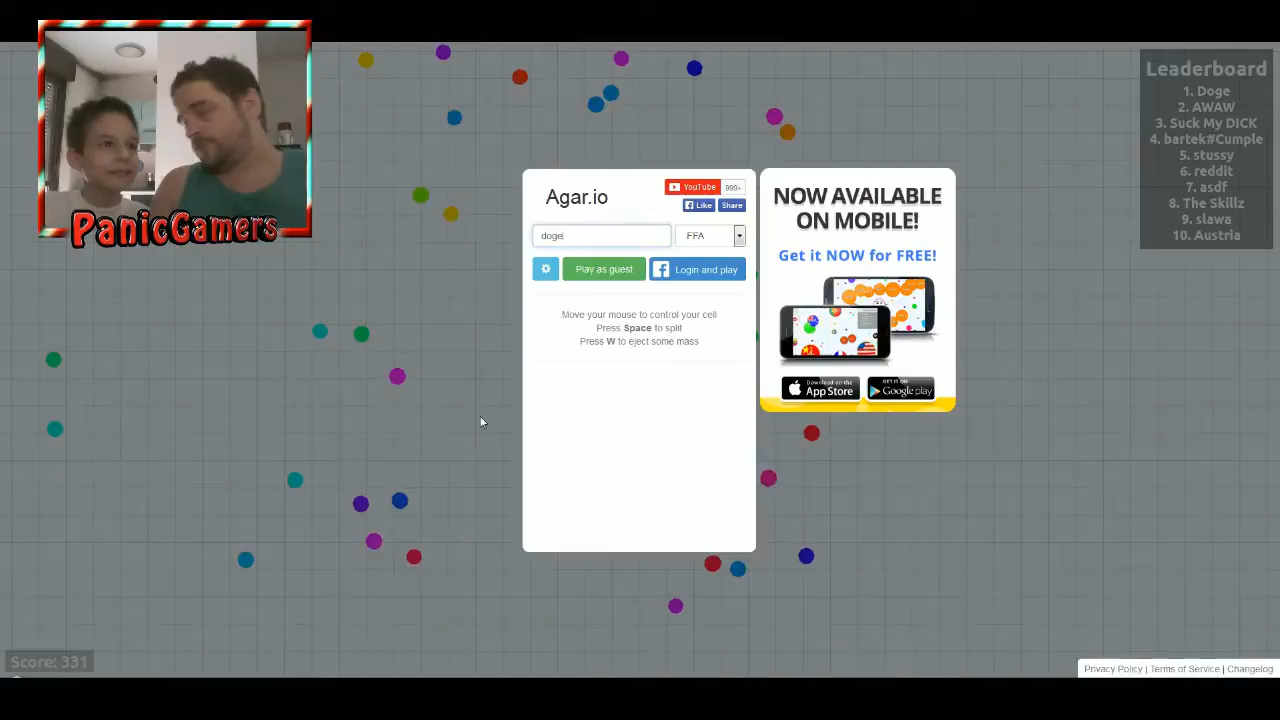 PanicGamers
Agar.io
YouTube 999+
Like Share
doge
FFA
Play as guest
Login and play
Move your mouse to control your cell
Press Space to split
Press W to eject some mass
NOW AVAILABLE
ON MOBILE!
Get it NOW for FREE!
Download on the
App Store
GET IT ON
Google play
Leaderboard
1. Doge
2. AWAW
3. Suck My DICK
4. bartek#Cumple
5. stussy
6. reddit
7. asdf
8. The Skillz
9. slawa
10. Austria
Score: 331
Privacy Policy | Terms of Service | Changelog